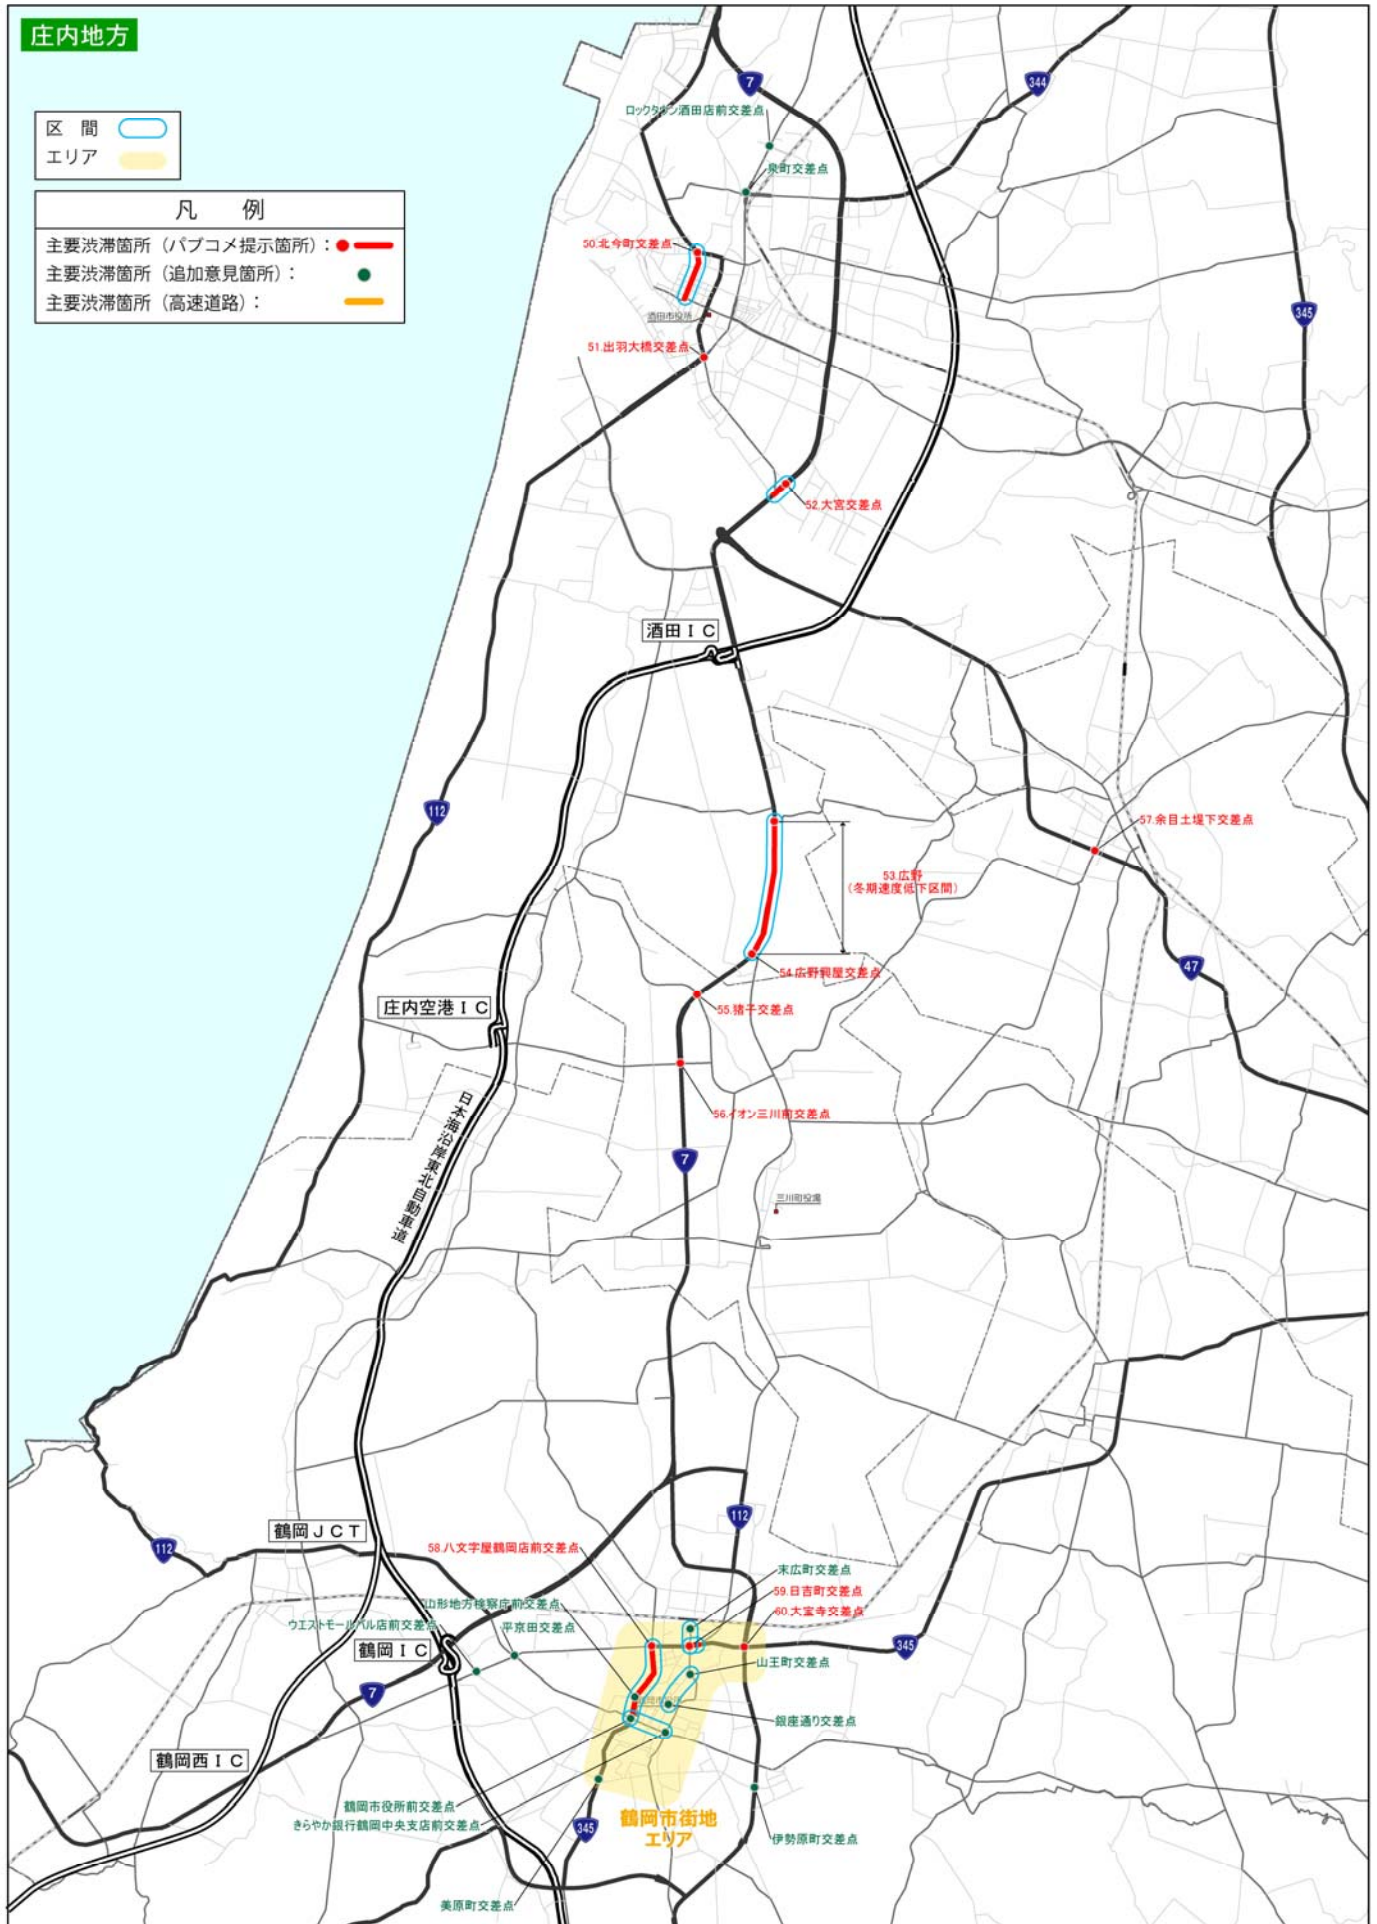 庄内地方
区　間
エリア
凡　　例
主要渋滞箇所（パブコメ提示箇所）：
主要渋滞箇所（追加意見箇所）：
主要渋滞箇所（高速道路）：
7
344
ロックタウン酒田店前交差点
泉町交差点
50.北今町交差点
345
酒田市役所
51.出羽大橋交差点
52.大宮交差点
酒田ＩＣ
112
57.余目土堤下交差点
53.広野
（冬期速度低下区間）
54.広野興屋交差点
47
55.猪子交差点
庄内空港ＩＣ
56.イオン三川前交差点
日本海沿岸東北自動車道
7
三川町役場
112
鶴岡ＪＣＴ
112
58.八文字屋鶴岡店前交差点
末広町交差点
59.日吉町交差点
山形地方検察庁前交差点
60.大宝寺交差点
ウエストモールパル店前交差点
平京田交差点
鶴岡ＩＣ
345
山王町交差点
7
鶴岡市役所
銀座通り交差点
鶴岡西ＩＣ
鶴岡市役所前交差点
きらやか銀行鶴岡中央支店前交差点
鶴岡市街地
エリア
345
伊勢原町交差点
美原町交差点